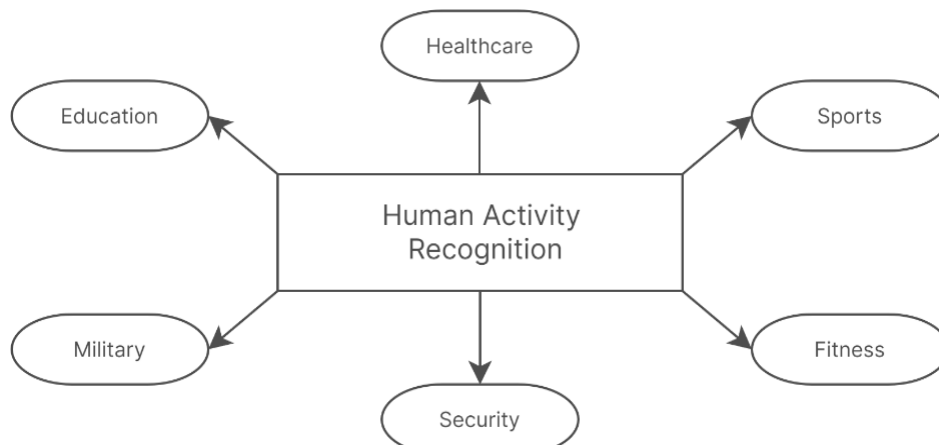 Healthcare
Education
Sports
Human Activity
Recognition
Military
Fitness
Security